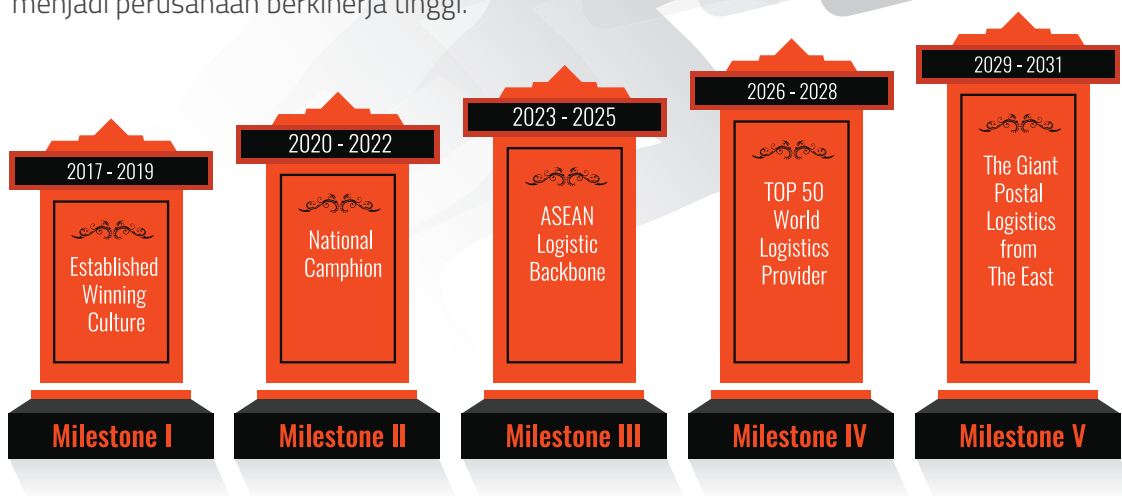 menjadi perusahaan berkinerja tinggi.
2017 - 2019
Established
Winning
Culture
Milestone I
2020 - 2022
National
Camphion
Milestone II
2023 - 2025
ASEAN
Logistic
Backbone
Milestone III
2026 - 2028
TOP 50
World
Logistics
Provider
Milestone IV
2029 - 2031
The Giant
Postal
Logistics
from
The East
Milestone V